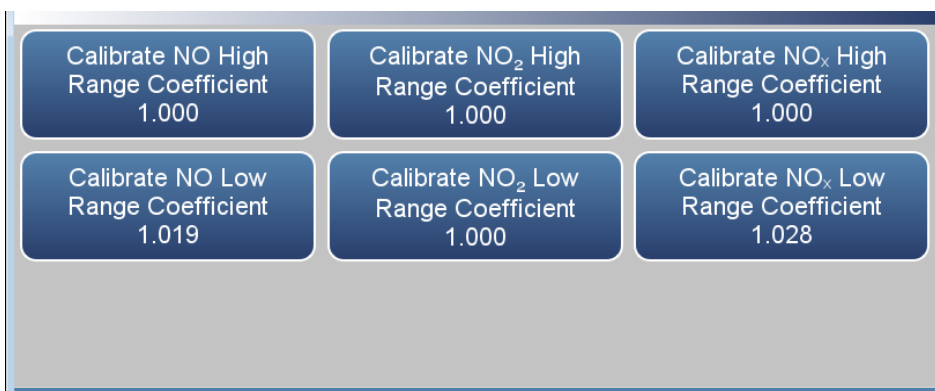 Calibrate NO High
Range Coefficient
1.000
Calibrate NO₂ High
Range Coefficient
1.000
Calibrate NOₓ High
Range Coefficient
1.000
Calibrate NO Low
Range Coefficient
1.019
Calibrate NO₂ Low
Range Coefficient
1.000
Calibrate NOₓ Low
Range Coefficient
1.028